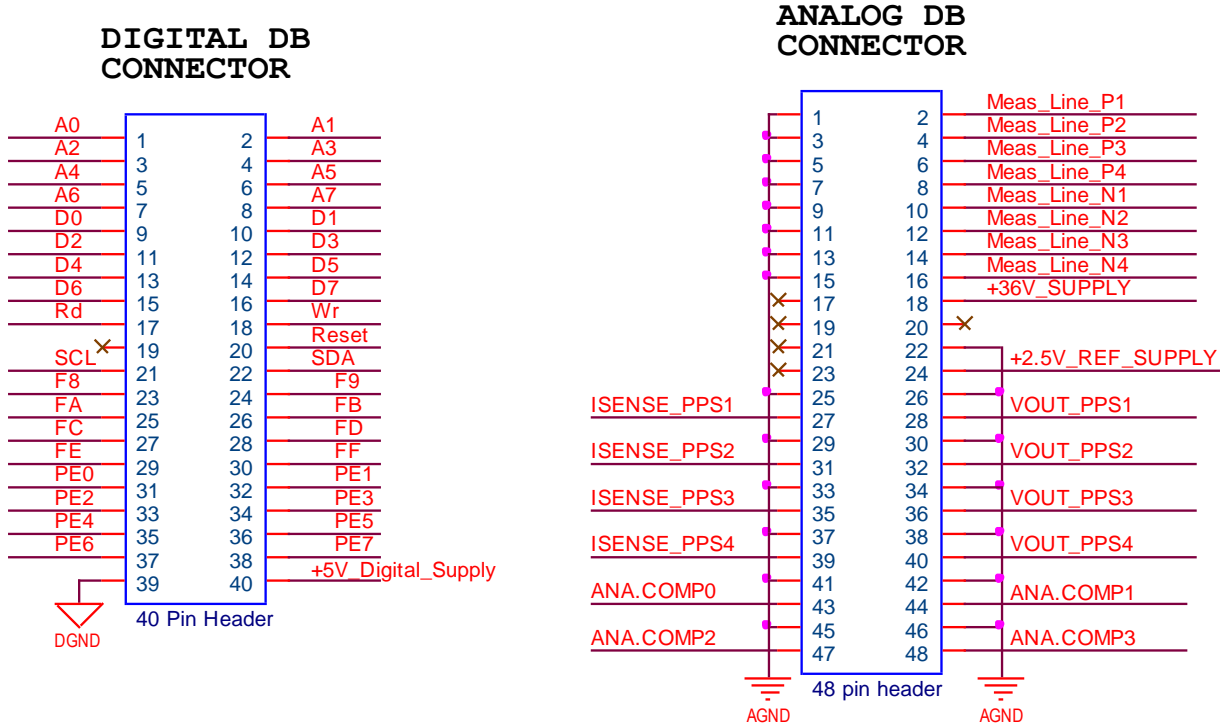 DIGITAL DB
CONNECTOR
A0 1 2 A1
A2 3 4 A3
A4 5 6 A5
A6 7 8 A7
D0 9 10 D1
D2 11 12 D3
D4 13 14 D5
D6 15 16 D7
Rd 17 18 Wr
19 20 Reset
SCL 21 22 SDA
F8 23 24 F9
FA 25 26 FB
FC 27 28 FD
FE 29 30 FF
PE0 31 32 PE1
PE2 33 34 PE3
PE4 35 36 PE5
PE6 37 38 PE7
39 40 +5V_Digital_Supply
40 Pin Header
DGND
ANALOG DB
CONNECTOR
1 2 Meas_Line_P1
3 4 Meas_Line_P2
5 6 Meas_Line_P3
7 8 Meas_Line_P4
9 10 Meas_Line_N1
11 12 Meas_Line_N2
13 14 Meas_Line_N3
15 16 Meas_Line_N4
17 18 +36V_SUPPLY
19 20
21 22
23 24 +2.5V_REF_SUPPLY
25 26
ISENSE_PPS1 27 28 VOUT_PPS1
29 30
ISENSE_PPS2 31 32 VOUT_PPS2
33 34
ISENSE_PPS3 35 36 VOUT_PPS3
37 38
ISENSE_PPS4 39 40 VOUT_PPS4
41 42
ANA.COMP0 43 44 ANA.COMP1
45 46
ANA.COMP2 47 48 ANA.COMP3
48 pin header
AGND AGND